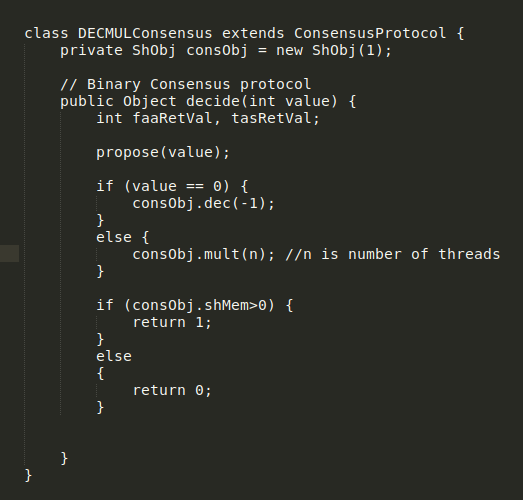 class DECMULConsensus extends ConsensusProtocol {
    private ShObj consObj = new ShObj(1);

    // Binary Consensus protocol
    public Object decide(int value) {
        int faaRetVal, tasRetVal;

        propose(value);

        if (value == 0) {
            consObj.dec(-1);
        }
        else {
            consObj.mult(n); //n is number of threads
        }

        if (consObj.shMem>0) {
            return 1;
        }
        else
        {
            return 0;
        }


    }
}